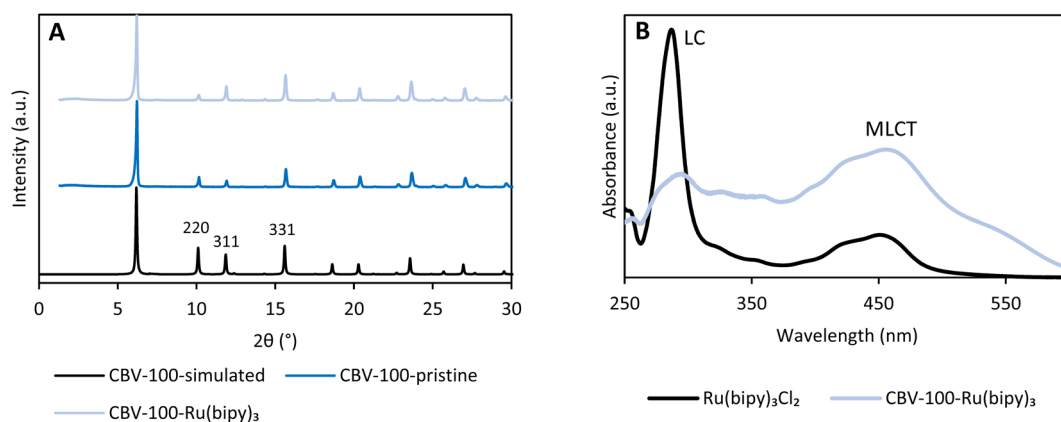 A
Intensity (a.u.)
220
311
331
0 5 10 15 20 25 30
2θ (°)
CBV-100-simulated
CBV-100-pristine
CBV-100-Ru(bipy)₃
B
LC
MLCT
Absorbance (a.u.)
250 350 450 550
Wavelength (nm)
Ru(bipy)₃Cl₂
CBV-100-Ru(bipy)₃